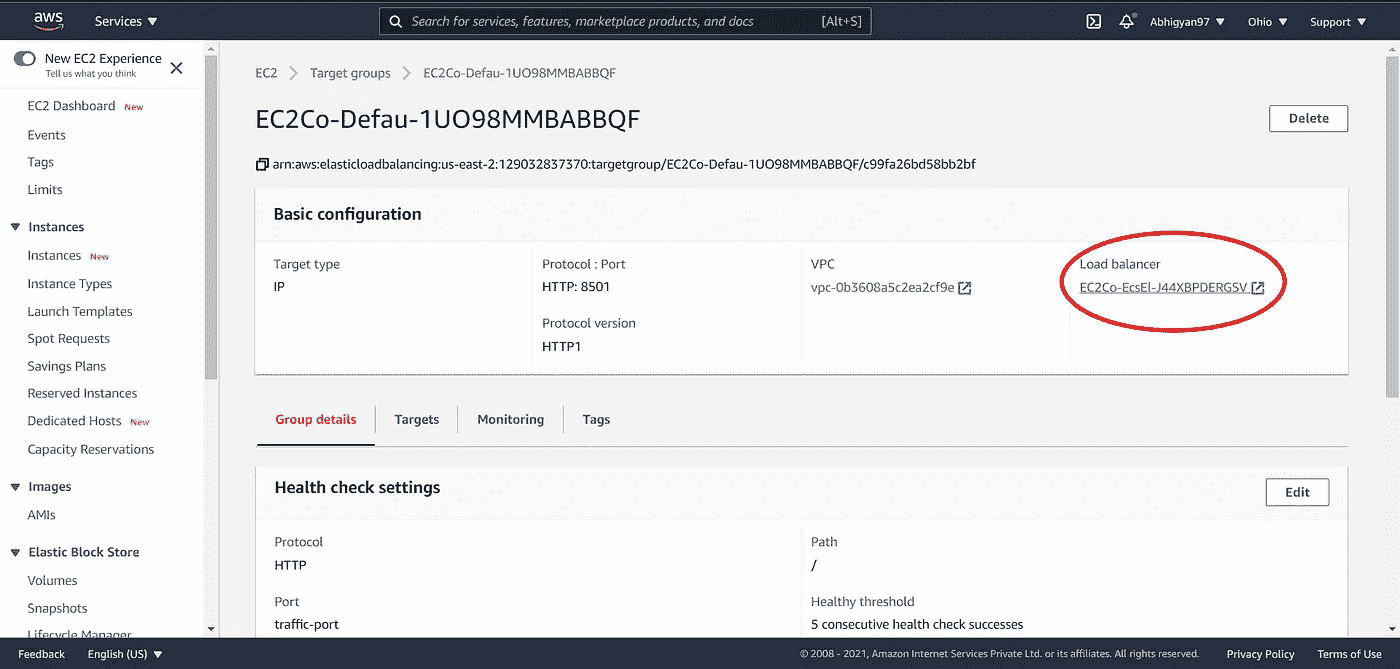 aws Services Search for services, features, marketplace products, and docs [Alt+S] Abhigyan97 Ohio Support
New EC2 Experience
Tell us what you think
EC2 Dashboard New
Events
Tags
Limits
Instances
Instances New
Instance Types
Launch Templates
Spot Requests
Savings Plans
Reserved Instances
Dedicated Hosts New
Capacity Reservations
Images
AMIs
Elastic Block Store
Volumes
Snapshots
Lifecycle Manager
EC2 Target groups EC2Co-Defau-1UO98MMBABBQF
EC2Co-Defau-1UO98MMBABBQF
Delete
arn:aws:elasticloadbalancing:us-east-2:129032837370:targetgroup/EC2Co-Defau-1UO98MMBABBQF/c99fa26bd58bb2bf
Basic configuration
Target type
IP
Protocol : Port
HTTP: 8501
Protocol version
HTTP1
VPC
vpc-0b3608a5c2ea2cf9e
Load balancer
EC2Co-EcsEl-J44XBPDERGSV
Group details Targets Monitoring Tags
Health check settings
Edit
Protocol
HTTP
Path
/
Port
traffic-port
Healthy threshold
5 consecutive health check successes
Feedback English (US) © 2008 - 2021, Amazon Internet Services Private Ltd. or its affiliates. All rights reserved. Privacy Policy Terms of Use